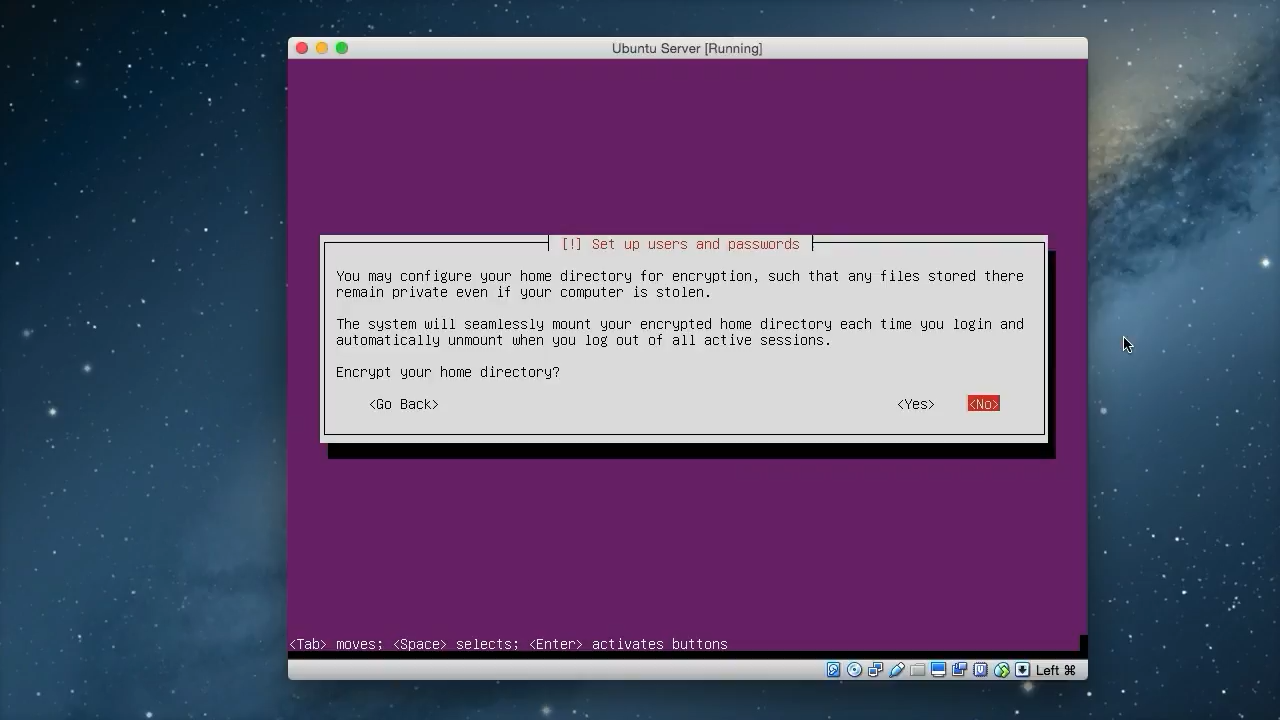 Ubuntu Server [Running]
[!] Set up users and passwords
You may configure your home directory for encryption, such that any files stored there
remain private even if your computer is stolen.
The system will seamlessly mount your encrypted home directory each time you login and
automatically unmount when you log out of all active sessions.
Encrypt your home directory?
<Go Back> <Yes> <No>
<Tab> moves; <Space> selects; <Enter> activates buttons
Left ⌘